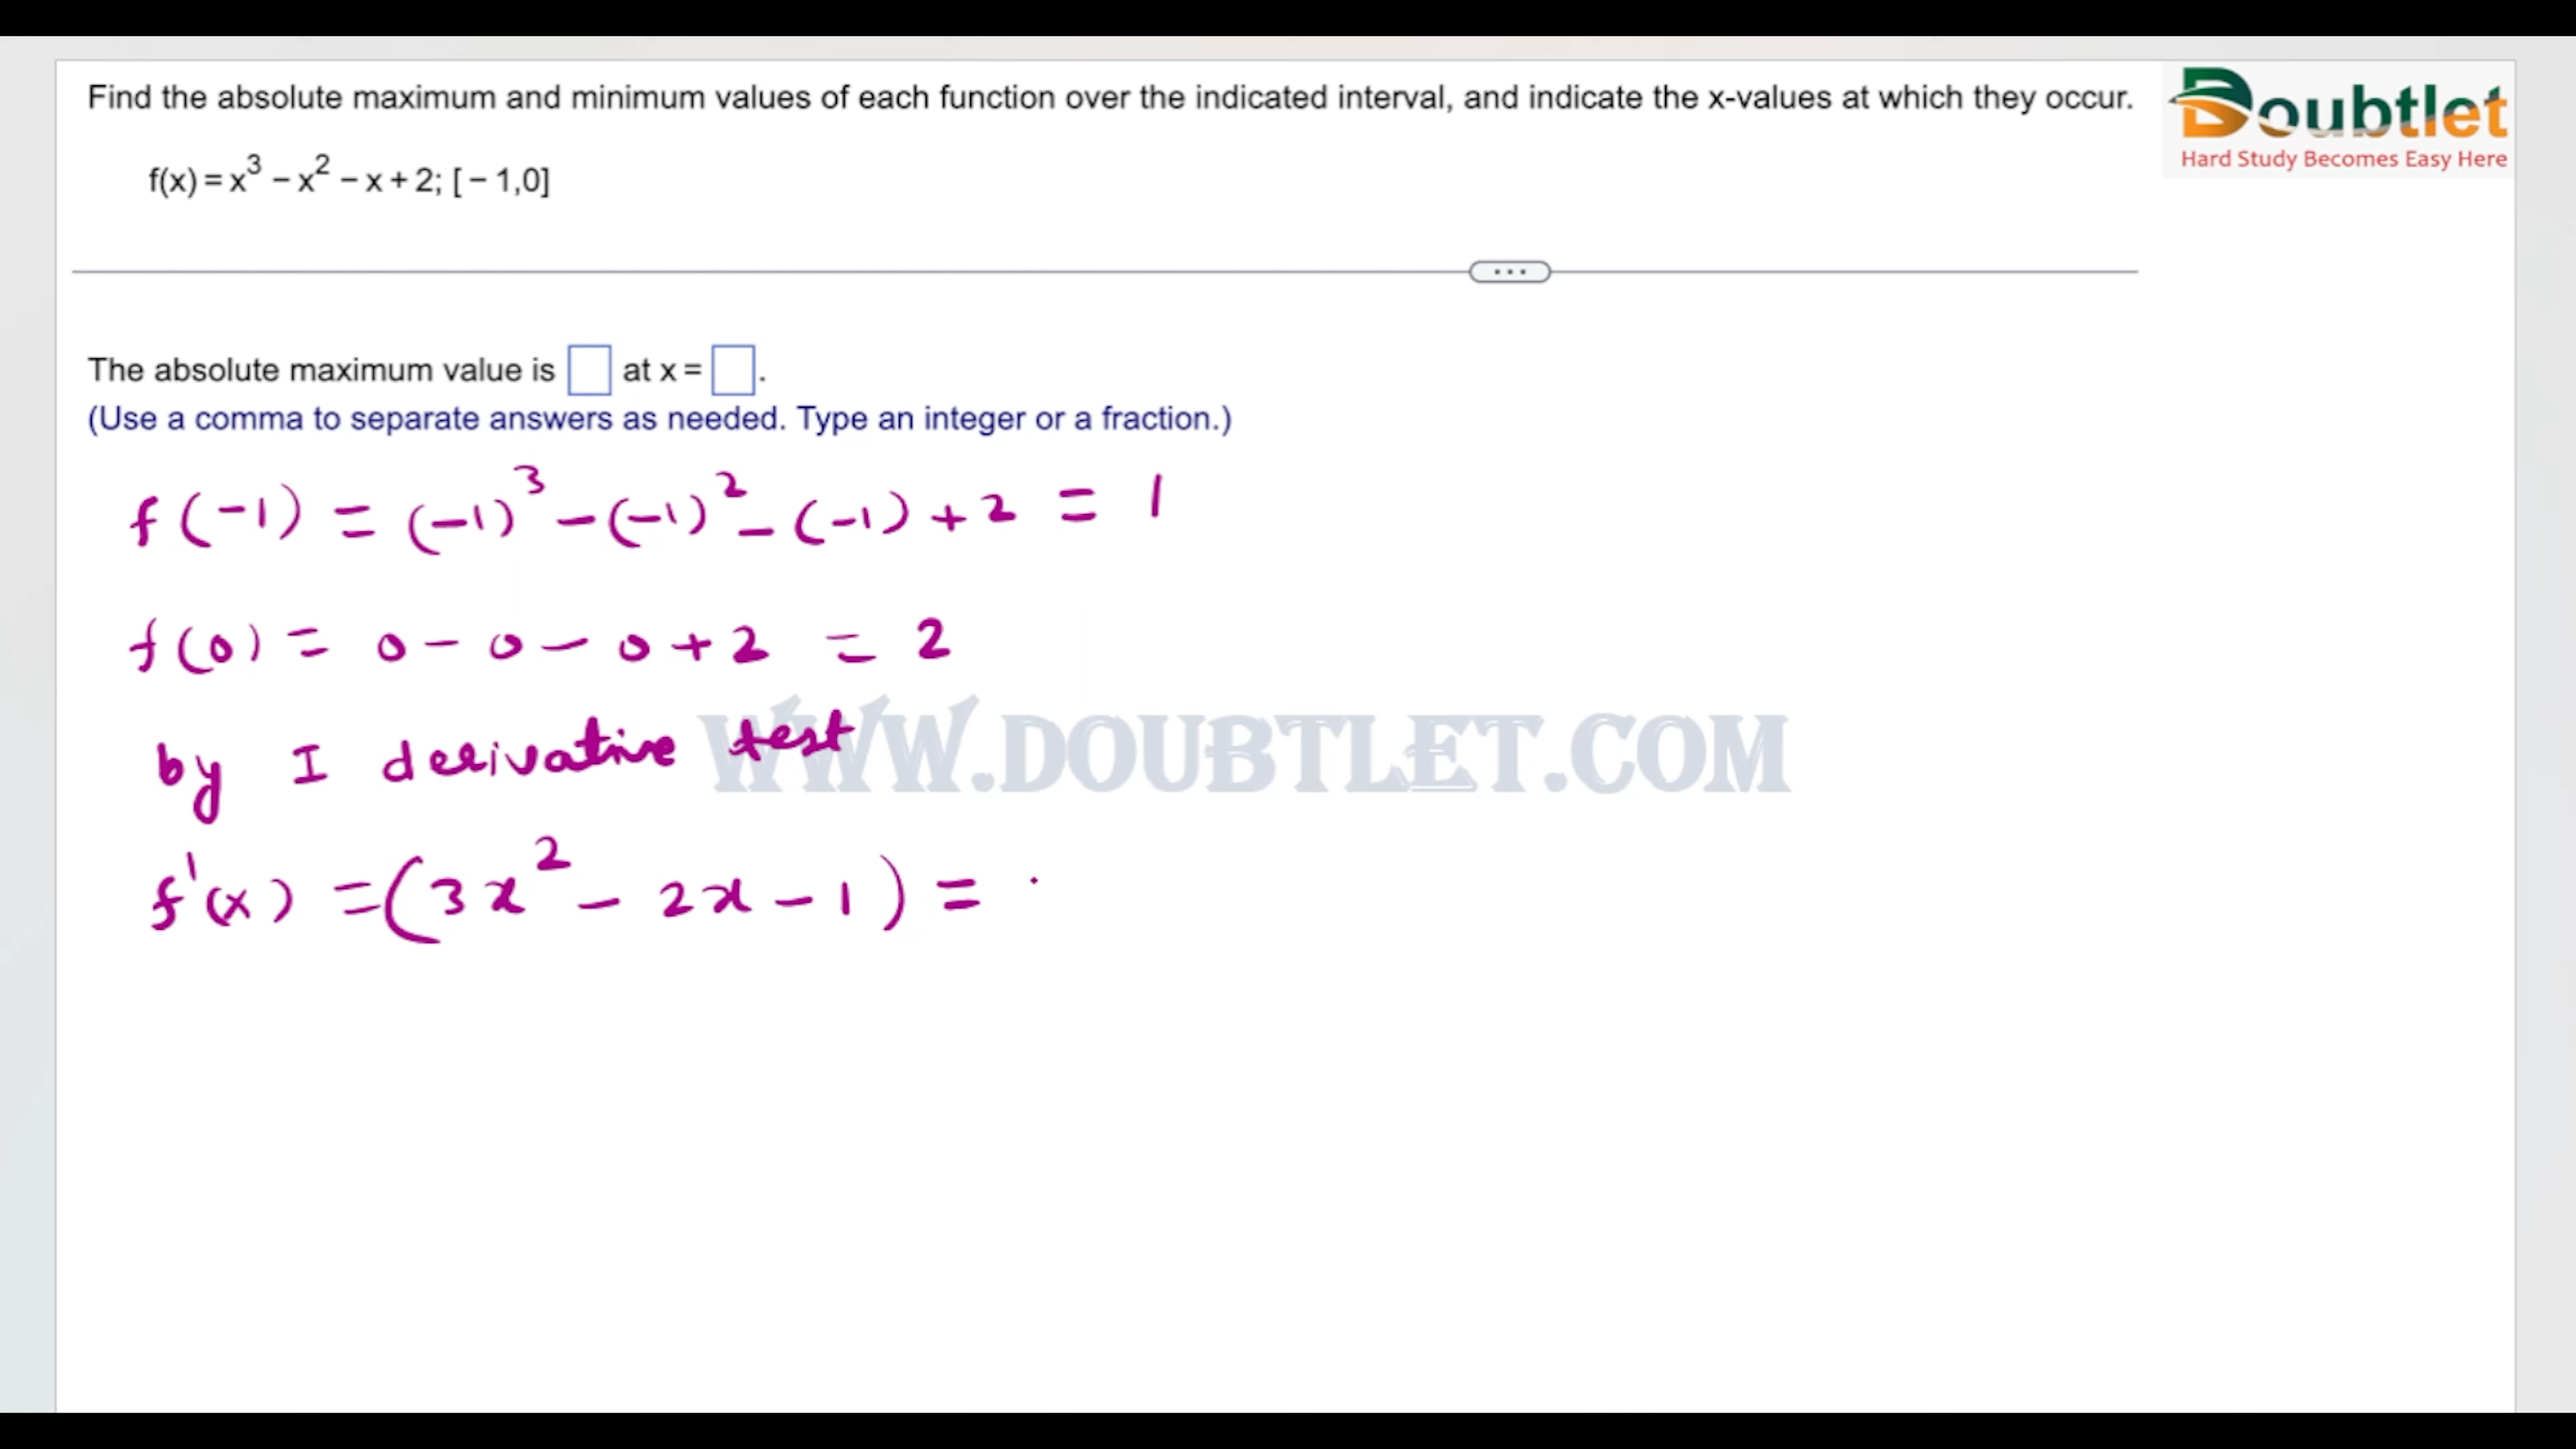 Find the absolute maximum and minimum values of each function over the indicated interval, and indicate the x-values at which they occur.
Doubtlet
Hard Study Becomes Easy Here
f(x) = x³ − x² − x + 2; [ − 1,0]
...
The absolute maximum value is at x = .
(Use a comma to separate answers as needed. Type an integer or a fraction.)
f(-1) = (-1)³ - (-1)² - (-1) + 2 = 1
f(0) = 0 - 0 - 0 + 2 = 2
by I derivative test
WWW.DOUBTLET.COM
f'(x) = (3x² - 2x - 1) =